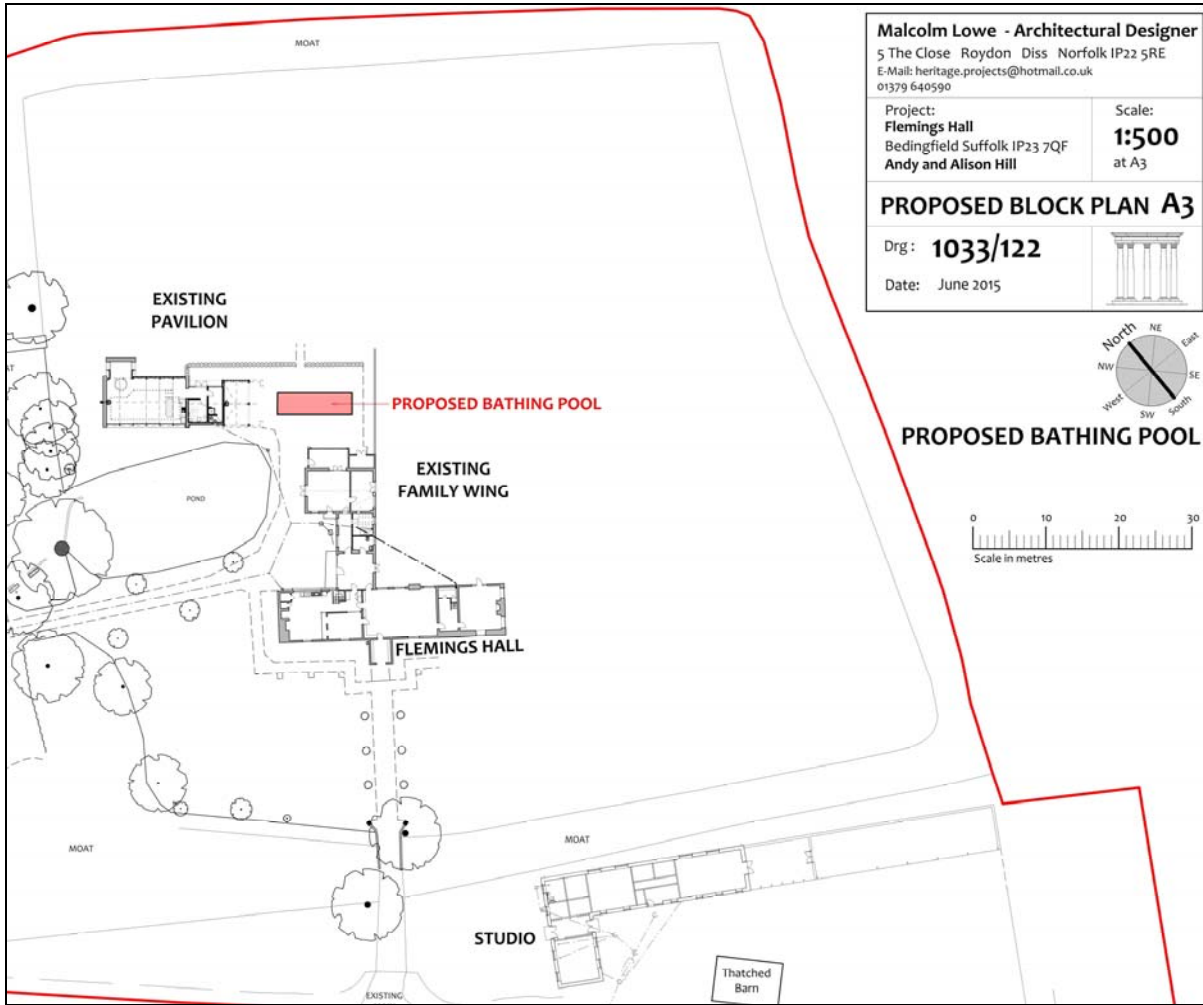 MOAT
Malcolm Lowe - Architectural Designer
5 The Close Roydon Diss Norfolk IP22 5RE
E-Mail: heritage.projects@hotmail.co.uk
01379 640590
Project:
Flemings Hall
Bedingfield Suffolk IP23 7QF
Andy and Alison Hill
Scale:
1:500
at A3
PROPOSED BLOCK PLAN A3
Drg: 1033/122
Date: June 2015
EXISTING
PAVILION
North
NE
East
SE
South
SW
West
NW
AT
PROPOSED BATHING POOL
PROPOSED BATHING POOL
EXISTING
FAMILY WING
POND
0 10 20 30
Scale in metres
FLEMINGS HALL
MOAT
MOAT
STUDIO
Thatched
Barn
EXISTING